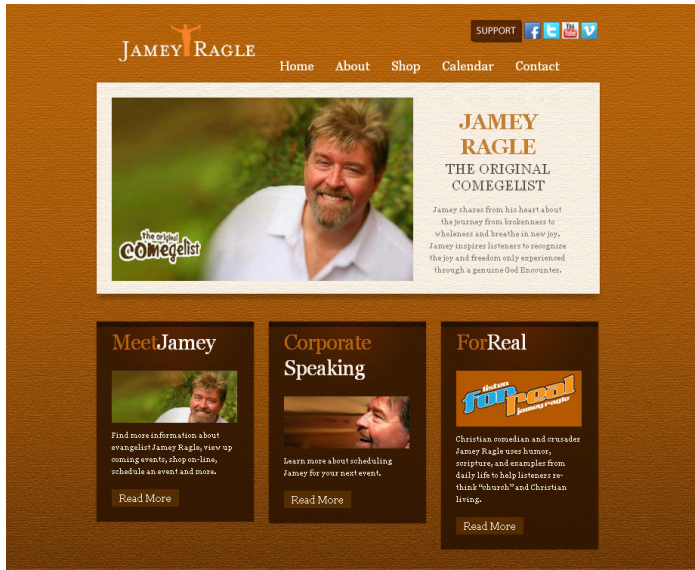 JAMEY RAGLE
SUPPORT
You
Tube
Home About Shop Calendar Contact
the original
comegelist
JAMEY
RAGLE
THE ORIGINAL
COMEGELIST
Jamey shares from his heart about
the journey from brokenness to
wholeness and breathe in new joy.
Jamey inspires listeners to recognize
the joy and freedom only experienced
through a genuine God Encounter.
MeetJamey
Find more information about
evangelist Jamey Ragle, view up
coming events, shop on-line,
schedule an event and more.
Read More
Corporate
Speaking
Learn more about scheduling
Jamey for your next event.
Read More
ForReal
listen
for real
jameyragle
Christian comedian and crusader
Jamey Ragle uses humor,
scripture, and examples from
daily life to help listeners re-
think “church” and Christian
living.
Read More